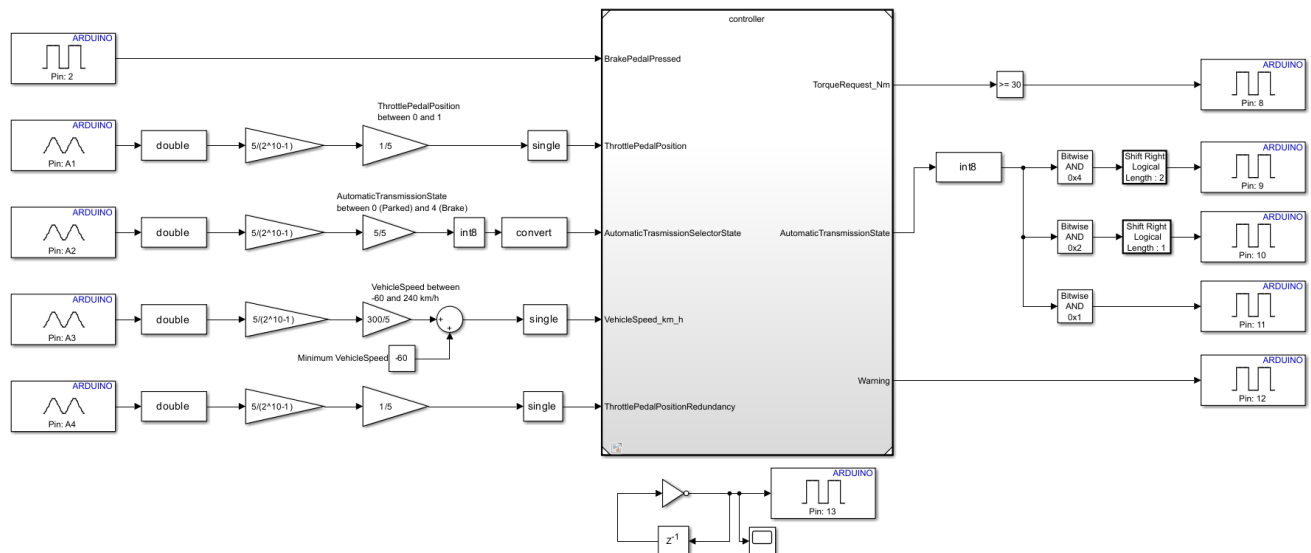 controller
ARDUINO
Pin: 2
BrakePedalPressed
TorqueRequest_Nm
>= 30
ARDUINO
Pin: 8
ARDUINO
Pin: A1
double
5/(2^10-1)
ThrottlePedalPosition
between 0 and 1
1/5
single
ThrottlePedalPosition
int8
Bitwise
AND
0x4
Shift Right
Logical
Length : 2
ARDUINO
Pin: 9
ARDUINO
Pin: A2
double
5/(2^10-1)
AutomaticTransmissionState
between 0 (Parked) and 4 (Brake)
5/5
int8
convert
AutomaticTrasmissionSelectorState
AutomaticTransmissionState
Bitwise
AND
0x2
Shift Right
Logical
Length : 1
ARDUINO
Pin: 10
ARDUINO
Pin: A3
double
5/(2^10-1)
VehicleSpeed between
-60 and 240 km/h
300/5
+
+
single
VehicleSpeed_km_h
Minimum VehicleSpeed
-60
Bitwise
AND
0x1
ARDUINO
Pin: 11
ARDUINO
Pin: A4
double
5/(2^10-1)
1/5
single
ThrottlePedalPositionRedundancy
Warning
ARDUINO
Pin: 12
ARDUINO
Pin: 13
Z-1